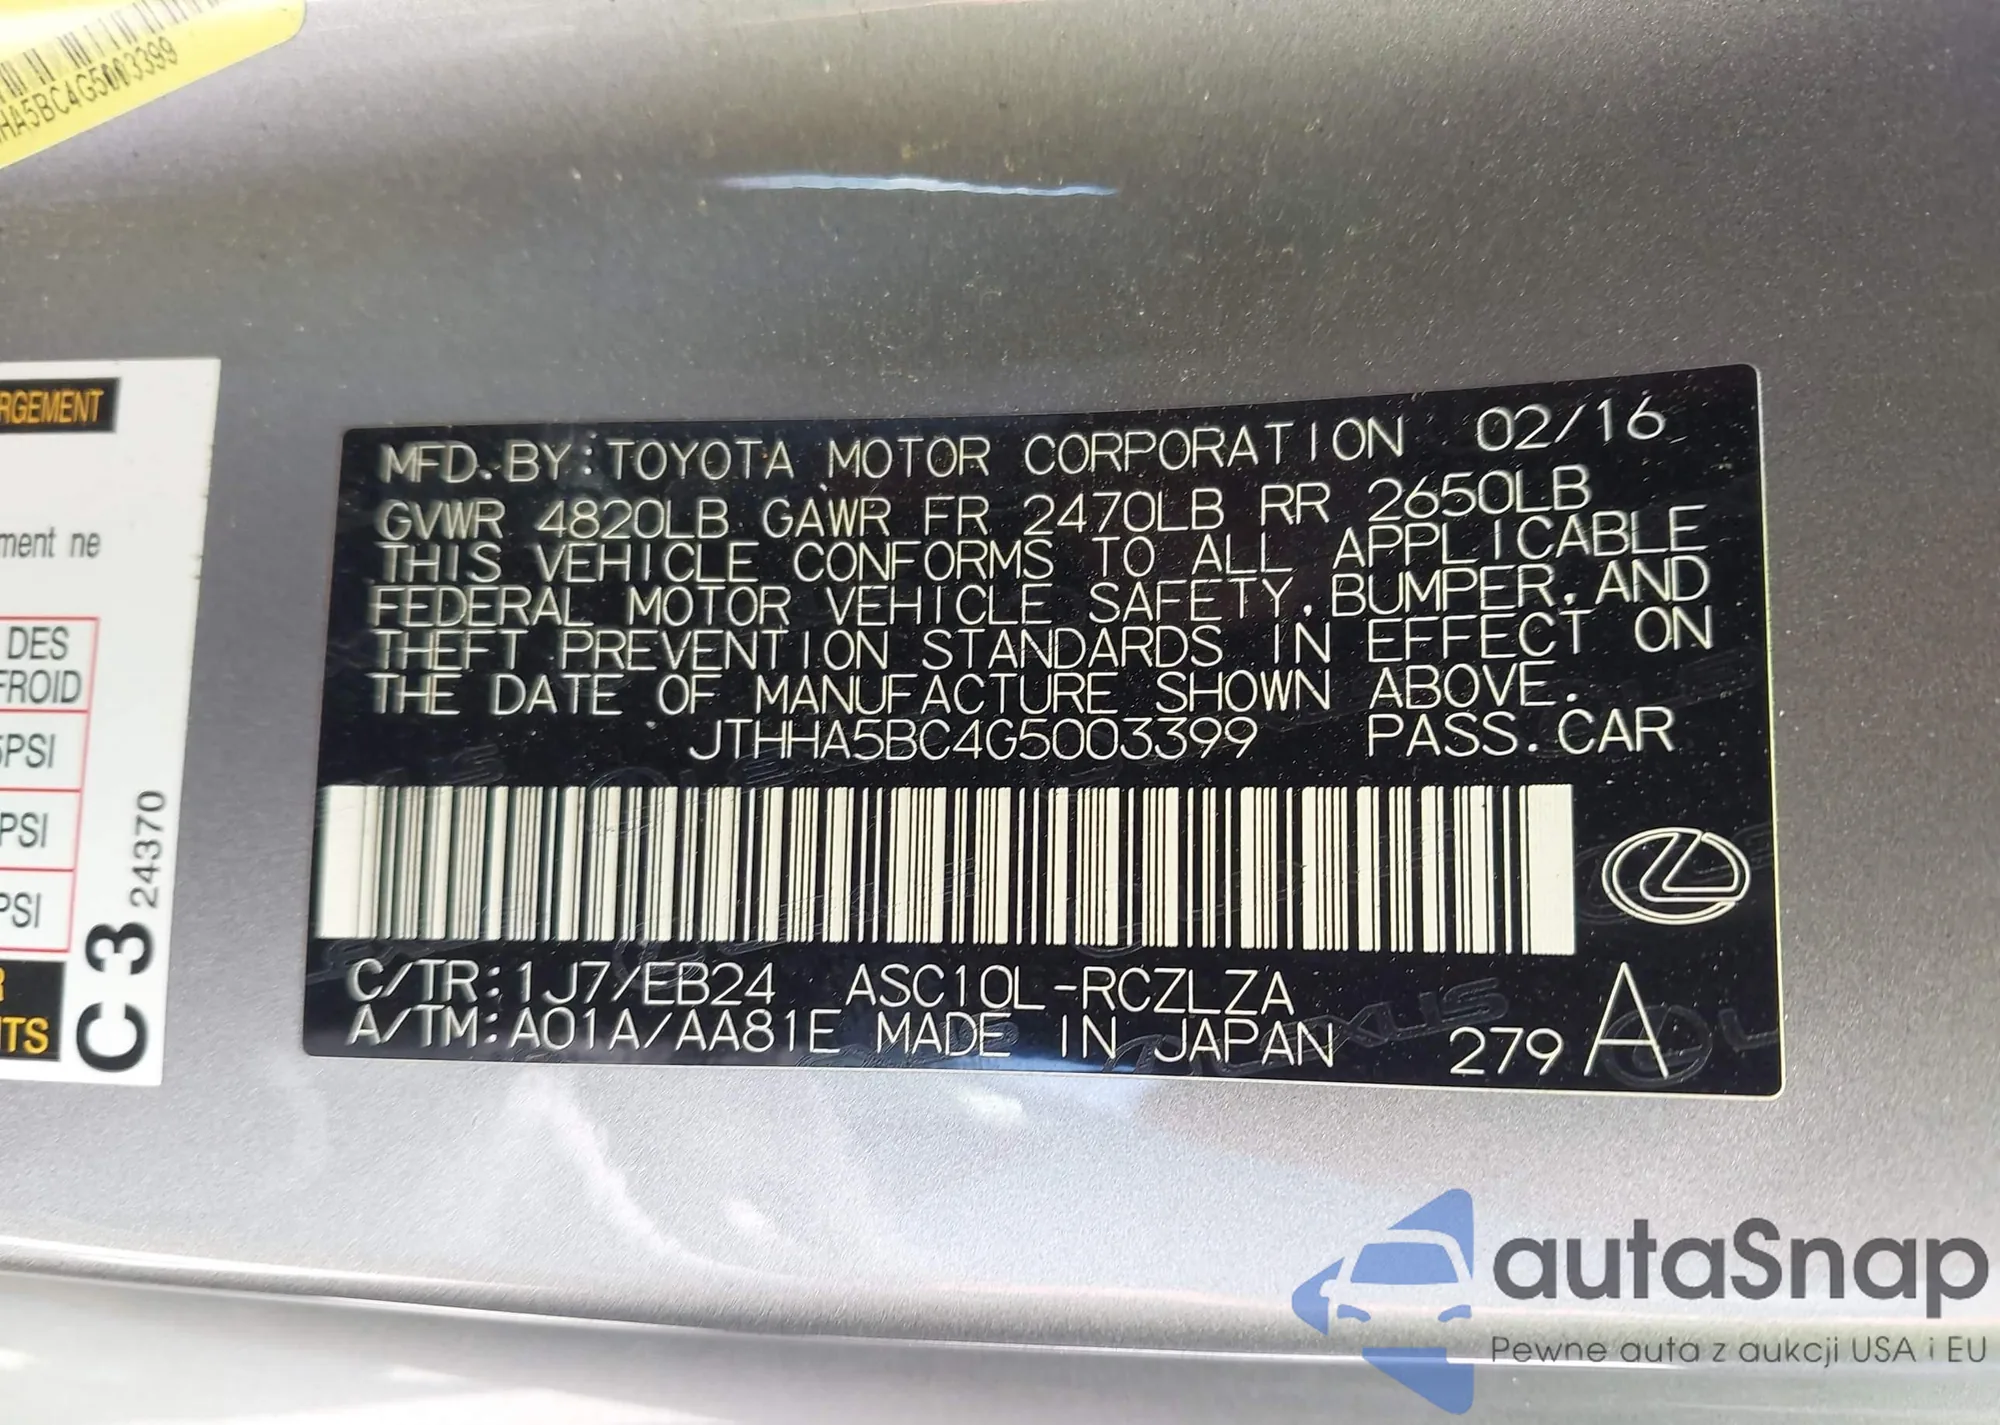 HA5BC4G5003399
RGEMENT
ment ne
DES
FROID
5PSI
PSI
PSI
C3
24370
R
ITS
MFD. BY: TOYOTA MOTOR CORPORATION 02/16
GVWR 4820LB GAWR FR 2470LB RR 2650LB
THIS VEHICLE CONFORMS TO ALL APPLICABLE
FEDERAL MOTOR VEHICLE SAFETY, BUMPER, AND
THEFT PREVENTION STANDARDS IN EFFECT ON
THE DATE OF MANUFACTURE SHOWN ABOVE.
JTHHA5BC4G5003399 PASS. CAR
C/TR: 1J7/EB24 ASC10L-RCZLZA
A/TM: A01A/AA81E MADE IN JAPAN 279 A
autaSnap
Pewne auta z aukcji USA i EU